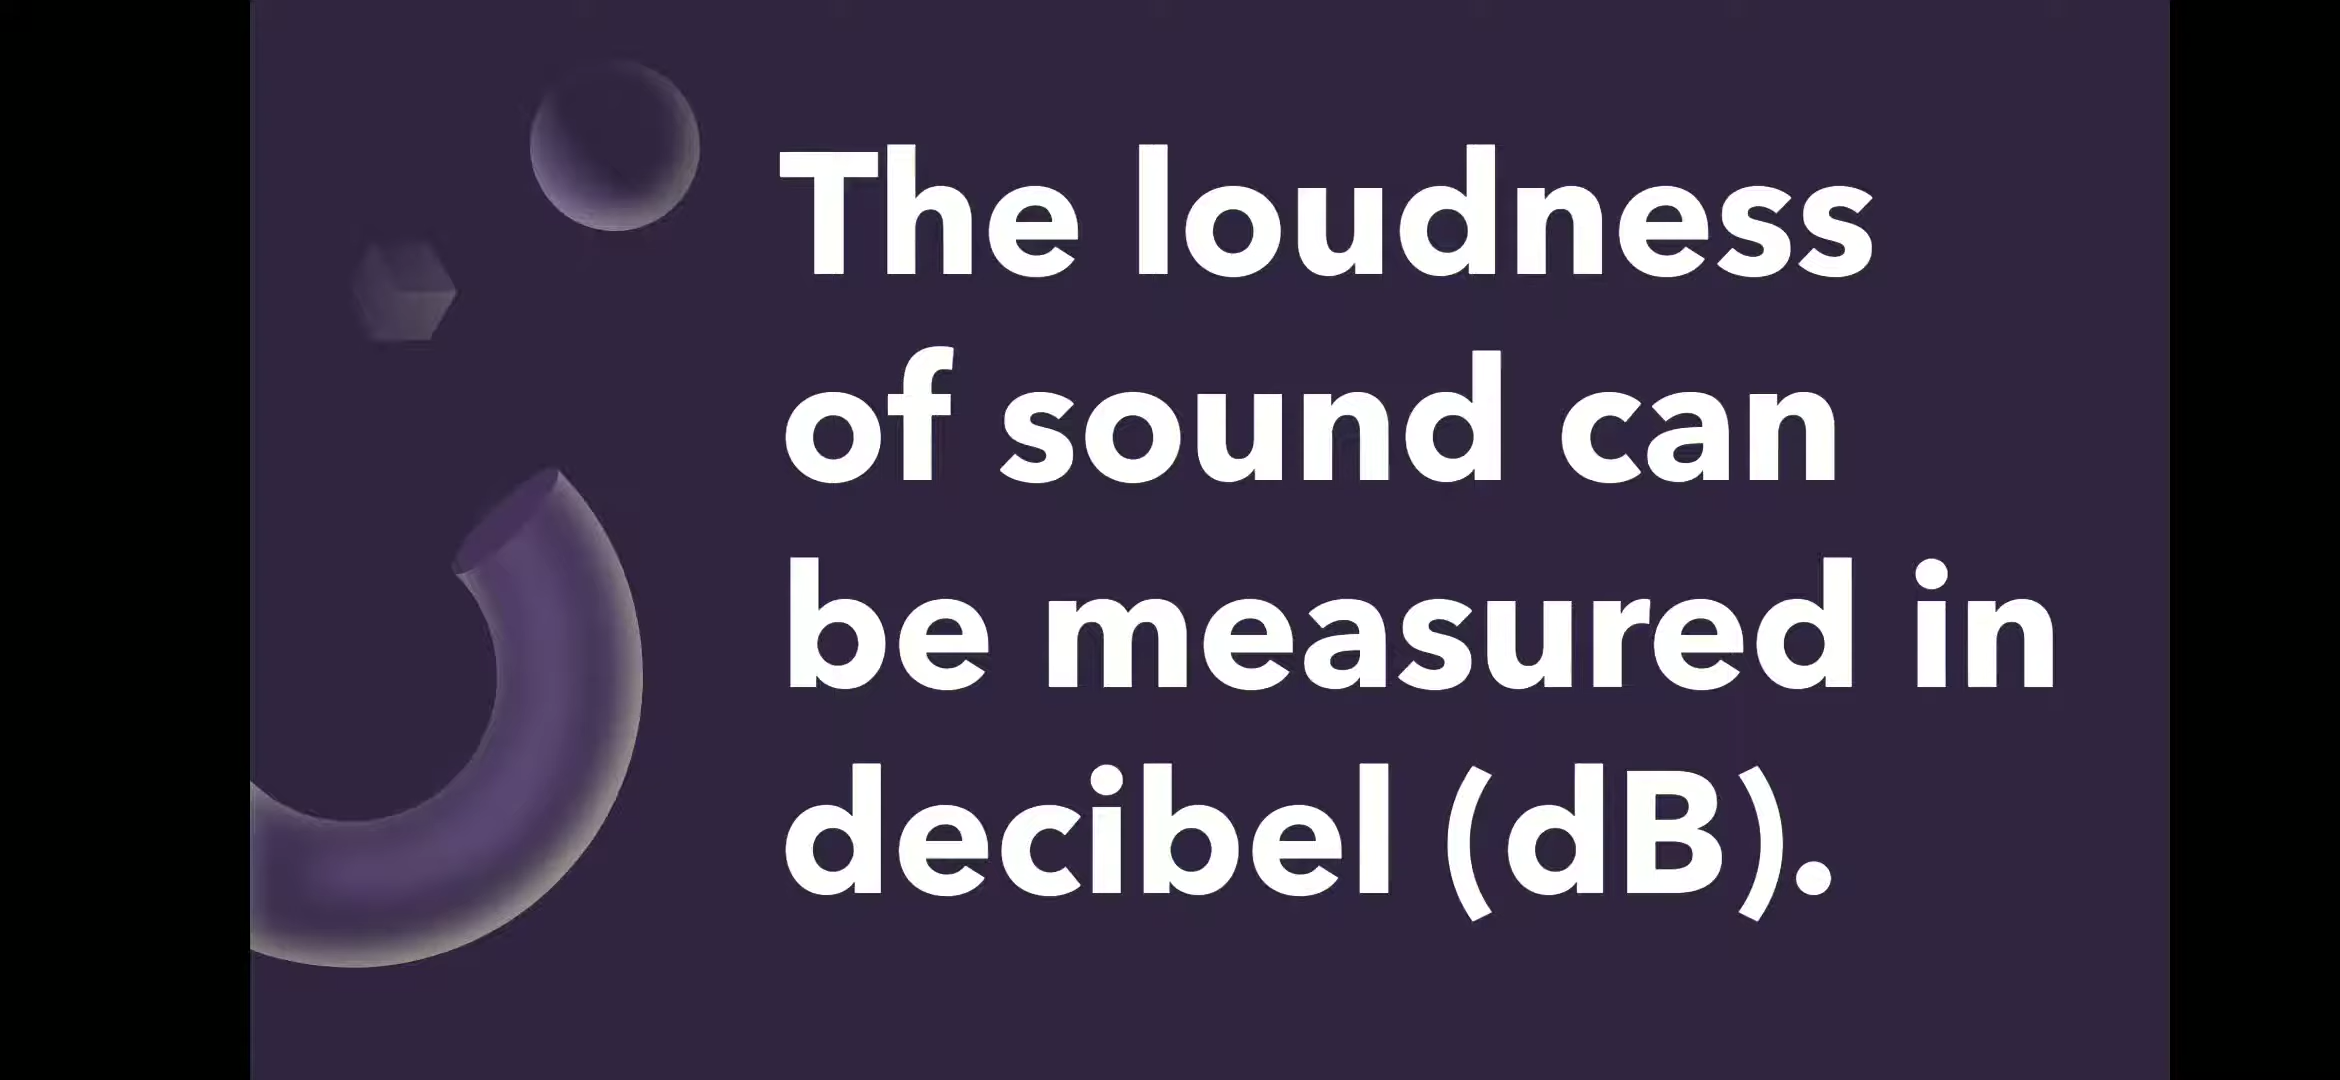 The loudness
of sound can
be measured in
decibel (dB).